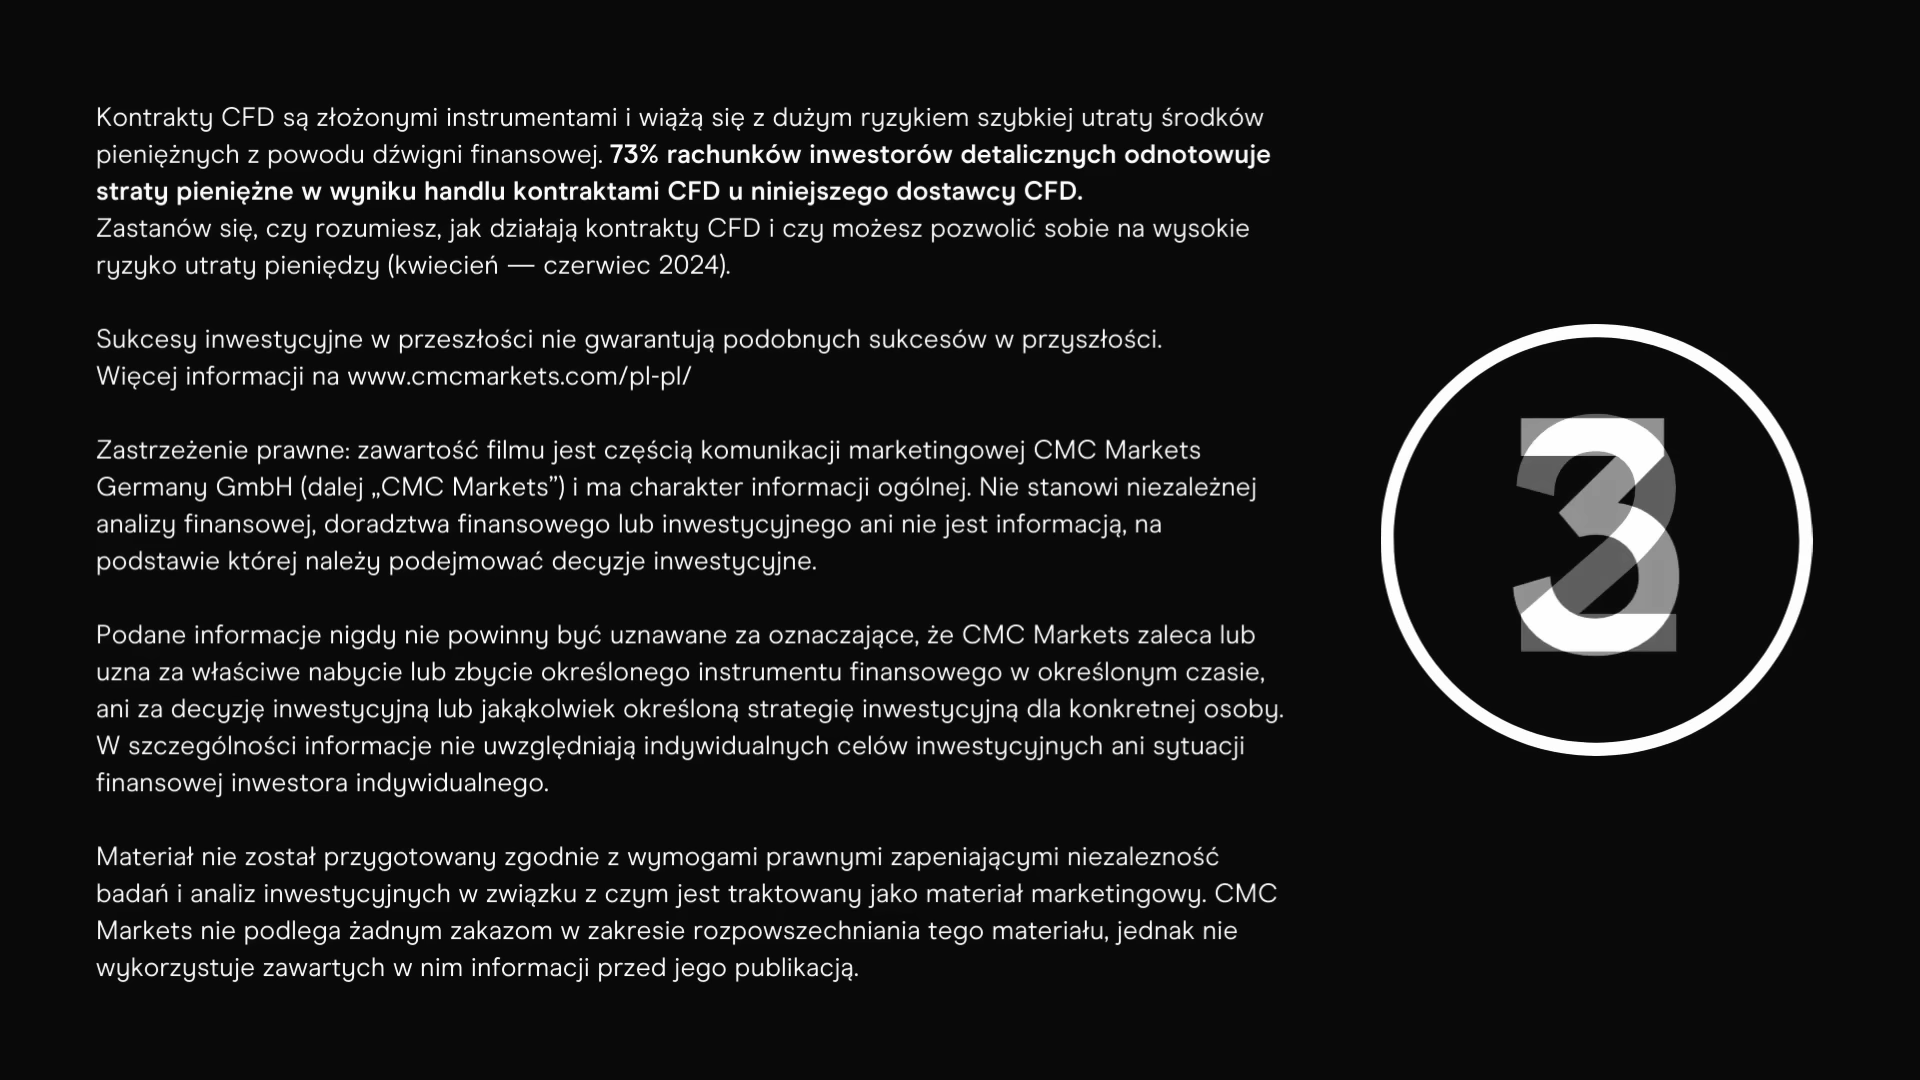 Kontrakty CFD są złożonymi instrumentami i wiążą się z dużym ryzykiem szybkiej utraty środków
pieniężnych z powodu dźwigni finansowej. 73% rachunków inwestorów detalicznych odnotowuje
straty pieniężne w wyniku handlu kontraktami CFD u niniejszego dostawcy CFD.
Zastanów się, czy rozumiesz, jak działają kontrakty CFD i czy możesz pozwolić sobie na wysokie
ryzyko utraty pieniędzy (kwiecień — czerwiec 2024).
Sukcesy inwestycyjne w przeszłości nie gwarantują podobnych sukcesów w przyszłości.
Więcej informacji na www.cmcmarkets.com/pl-pl/
Zastrzeżenie prawne: zawartość filmu jest częścią komunikacji marketingowej CMC Markets
Germany GmbH (dalej „CMC Markets”) i ma charakter informacji ogólnej. Nie stanowi niezależnej
analizy finansowej, doradztwa finansowego lub inwestycyjnego ani nie jest informacją, na
podstawie której należy podejmować decyzje inwestycyjne.
Podane informacje nigdy nie powinny być uznawane za oznaczające, że CMC Markets zaleca lub
uzna za właściwe nabycie lub zbycie określonego instrumentu finansowego w określonym czasie,
ani za decyzję inwestycyjną lub jakąkolwiek określoną strategię inwestycyjną dla konkretnej osoby.
W szczególności informacje nie uwzględniają indywidualnych celów inwestycyjnych ani sytuacji
finansowej inwestora indywidualnego.
Materiał nie został przygotowany zgodnie z wymogami prawnymi zapeniającymi niezalezność
badań i analiz inwestycyjnych w związku z czym jest traktowany jako materiał marketingowy. CMC
Markets nie podlega żadnym zakazom w zakresie rozpowszechniania tego materiału, jednak nie
wykorzystuje zawartych w nim informacji przed jego publikacją.
3